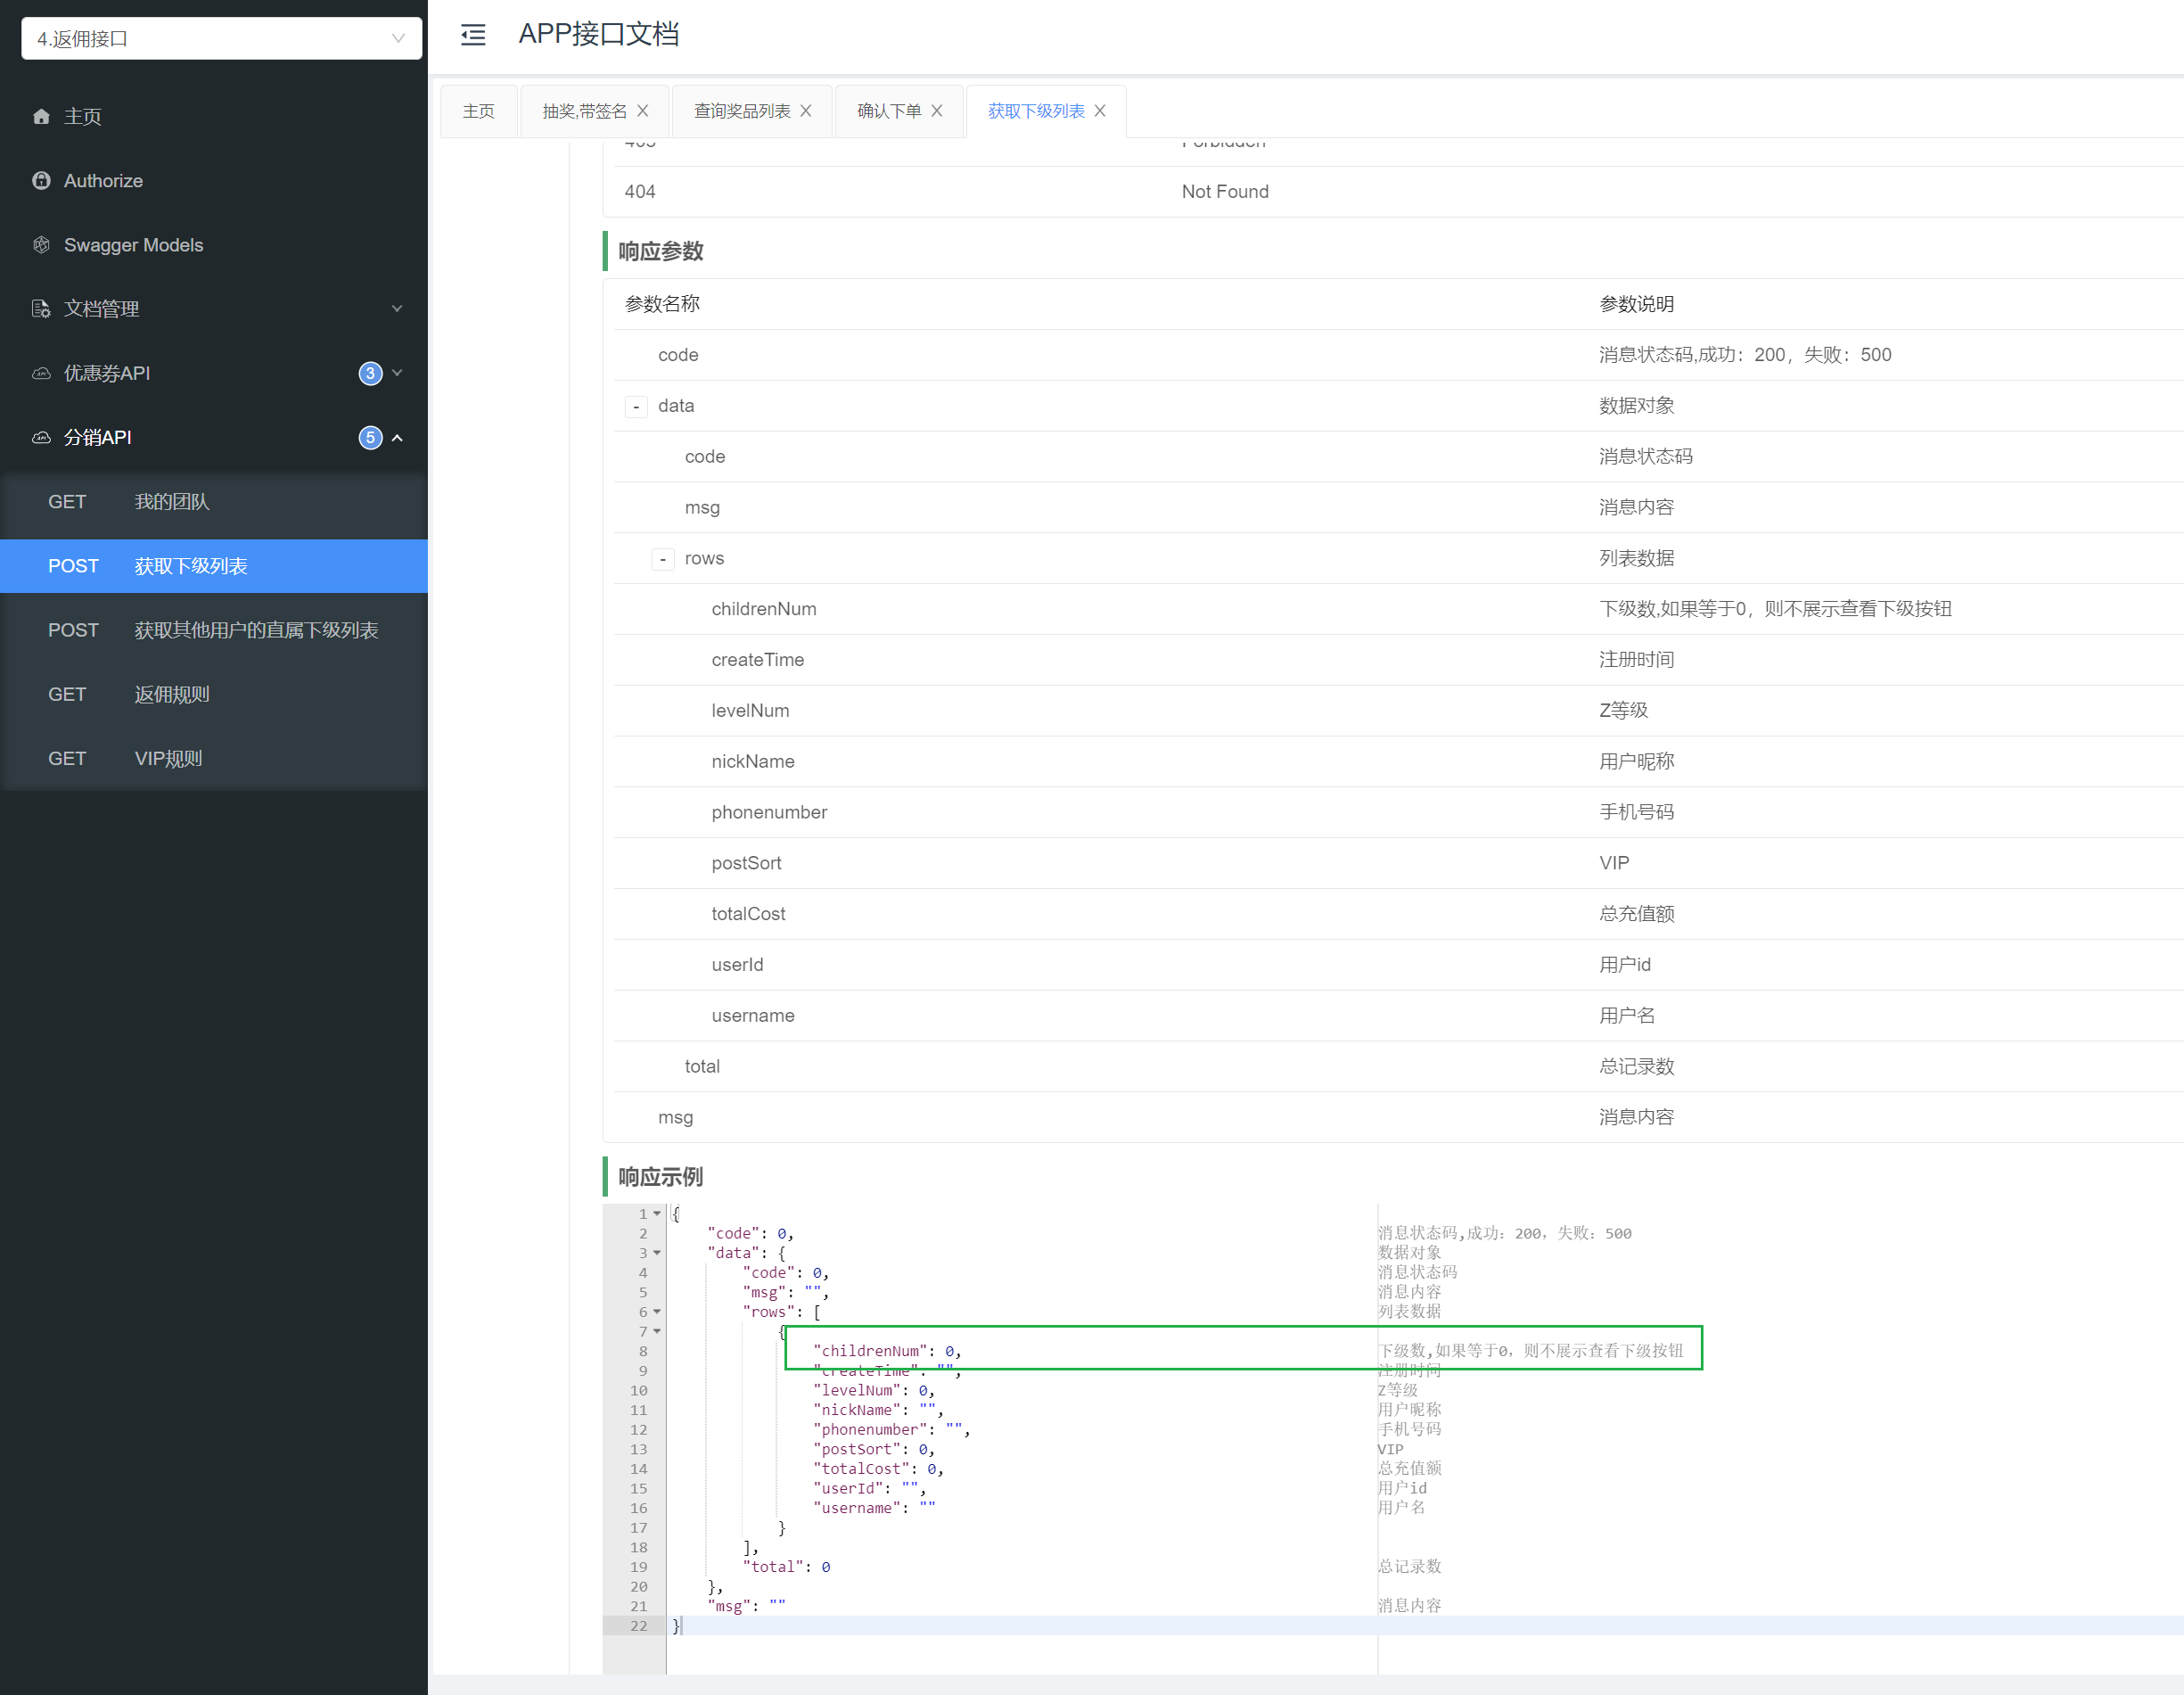 4.返佣接口
主页
Authorize
Swagger Models
文档管理
优惠券API 3
分销API 5
GET 我的团队
POST 获取下级列表
POST 获取其他用户的直属下级列表
GET 返佣规则
GET VIP规则
APP接口文档
主页 抽奖,带签名 查询奖品列表 确认下单 获取下级列表
403 Forbidden
404 Not Found
响应参数
参数名称 参数说明
code 消息状态码,成功：200，失败：500
- data 数据对象
code 消息状态码
msg 消息内容
- rows 列表数据
childrenNum 下级数,如果等于0，则不展示查看下级按钮
createTime 注册时间
levelNum Z等级
nickName 用户昵称
phonenumber 手机号码
postSort VIP
totalCost 总充值额
userId 用户id
username 用户名
total 总记录数
msg 消息内容
响应示例
1 {
2 "code": 0, 消息状态码,成功：200，失败：500
3 "data": { 数据对象
4 "code": 0, 消息状态码
5 "msg": "", 消息内容
6 "rows": [ 列表数据
7 {
8 "childrenNum": 0, 下级数,如果等于0，则不展示查看下级按钮
9 "createTime": "", 注册时间
10 "levelNum": 0, Z等级
11 "nickName": "", 用户昵称
12 "phonenumber": "", 手机号码
13 "postSort": 0, VIP
14 "totalCost": 0, 总充值额
15 "userId": "", 用户id
16 "username": "" 用户名
17 }
18 ],
19 "total": 0 总记录数
20 },
21 "msg": "" 消息内容
22 }